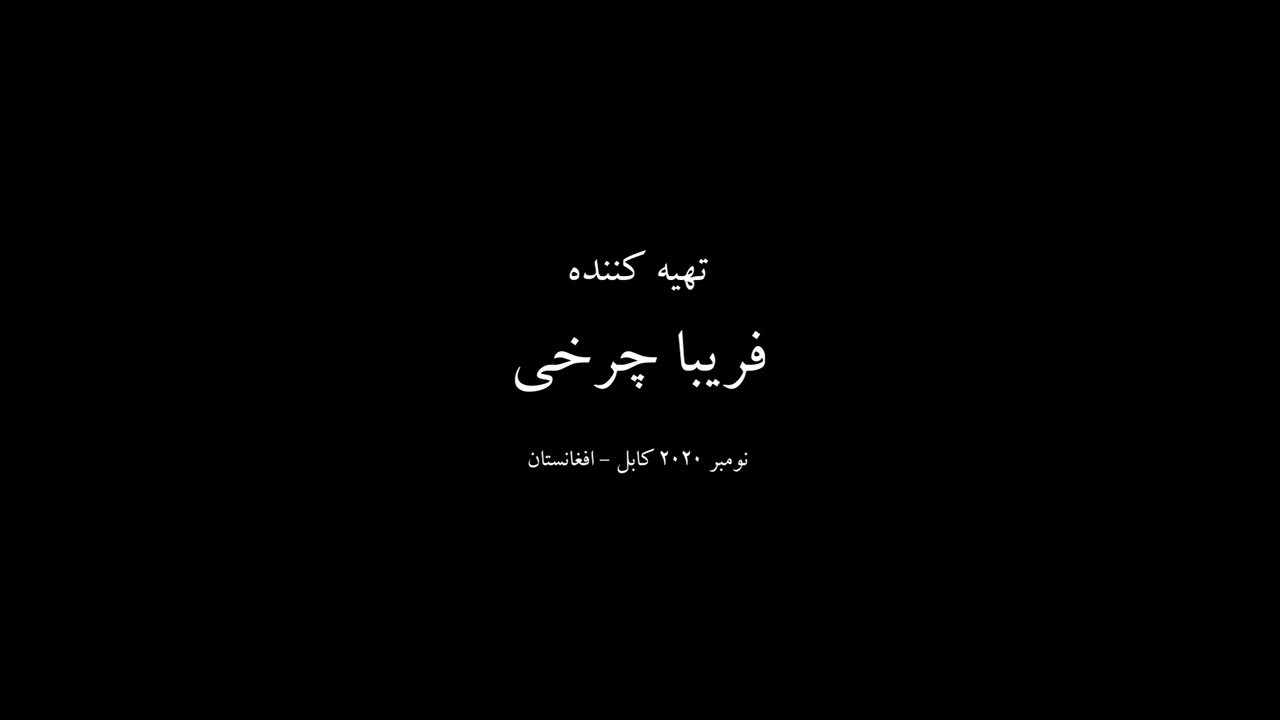 تهیه کننده
فریبا چرخی
نومبر ۲۰۲۰ کابل – افغانستان